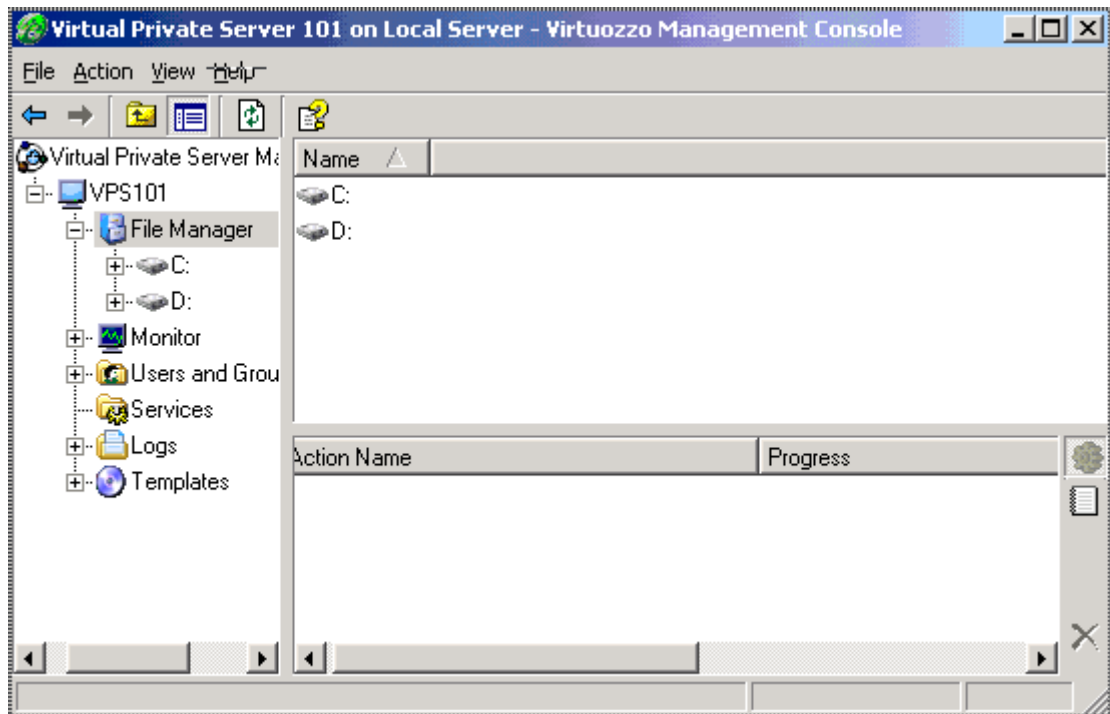 Virtual Private Server 101 on Local Server - Virtuozzo Management Console
File Action View Help
Virtual Private Server Ma
Name
VPS101
C:
File Manager
D:
C:
D:
Monitor
Users and Grou
Services
Logs
Action Name Progress
Templates